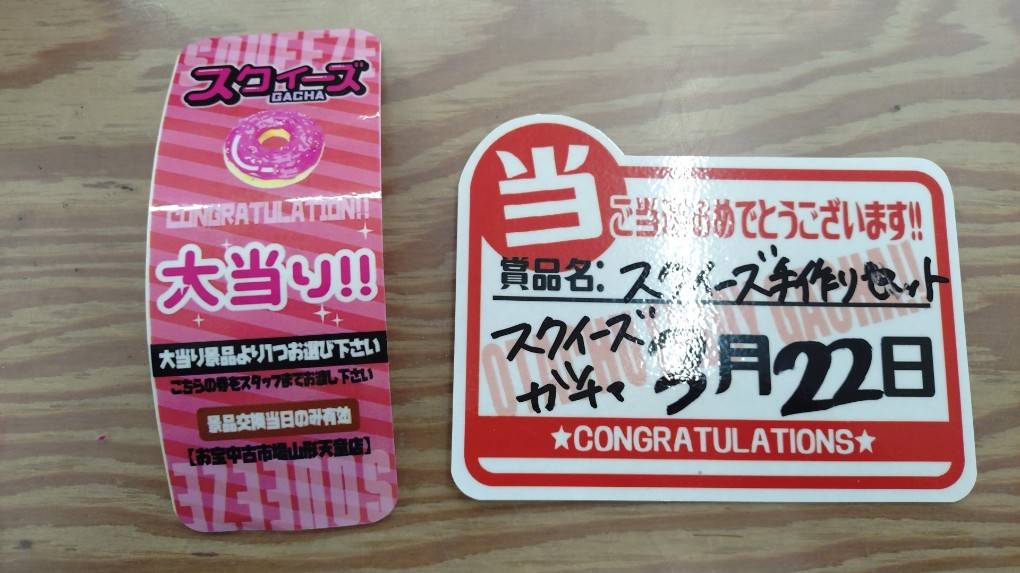 SQUEEZE
スクイーズ
GACHA
CONGRATULATION!!
大当り!!
大当り景品より1つお選び下さい
こちらの券をスタッフまでお渡し下さい
景品交換当日のみ有効
【お宝中古市場山形天童店】
SQUEEZE
当
ご当選おめでとうございます!!
賞品名: スクイーズ手作りセット
スクイーズ
ガチャ
月22日
★CONGRATULATIONS★